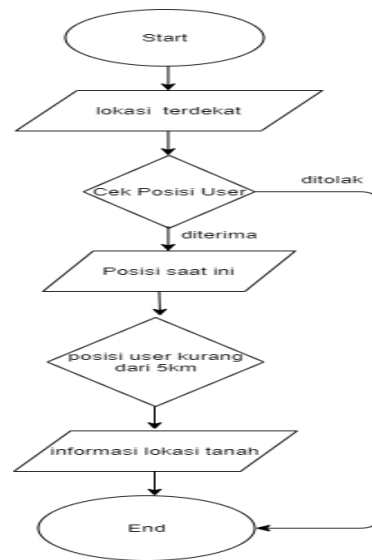 Start
lokasi terdekat
Cek Posisi User
ditolak
diterima
Posisi saat ini
posisi user kurang
dari 5km
informasi lokasi tanah
End